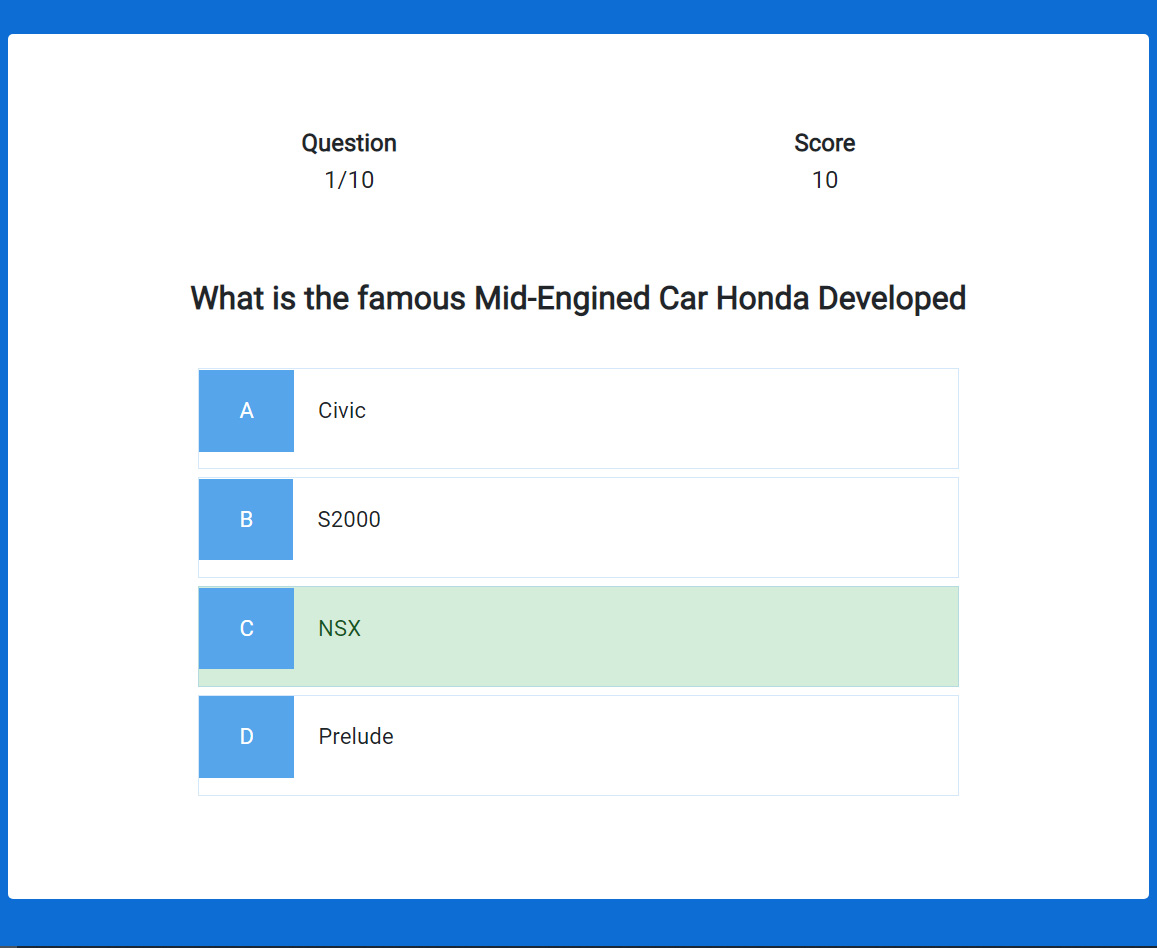 Question
1/10
Score
10
What is the famous Mid-Engined Car Honda Developed
A
Civic
B
S2000
C
NSX
D
Prelude